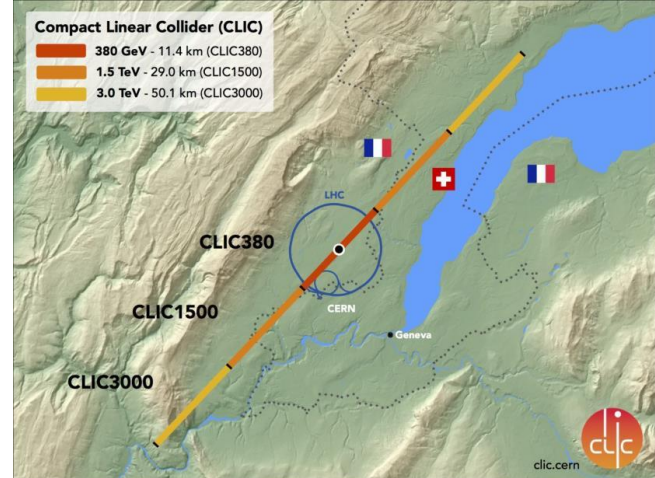 Compact Linear Collider (CLIC)
380 GeV - 11.4 km (CLIC380)
1.5 TeV - 29.0 km (CLIC1500)
3.0 TeV - 50.1 km (CLIC3000)
LHC
CLIC380
CLIC1500
CERN
Geneva
CLIC3000
clic
clic.cern